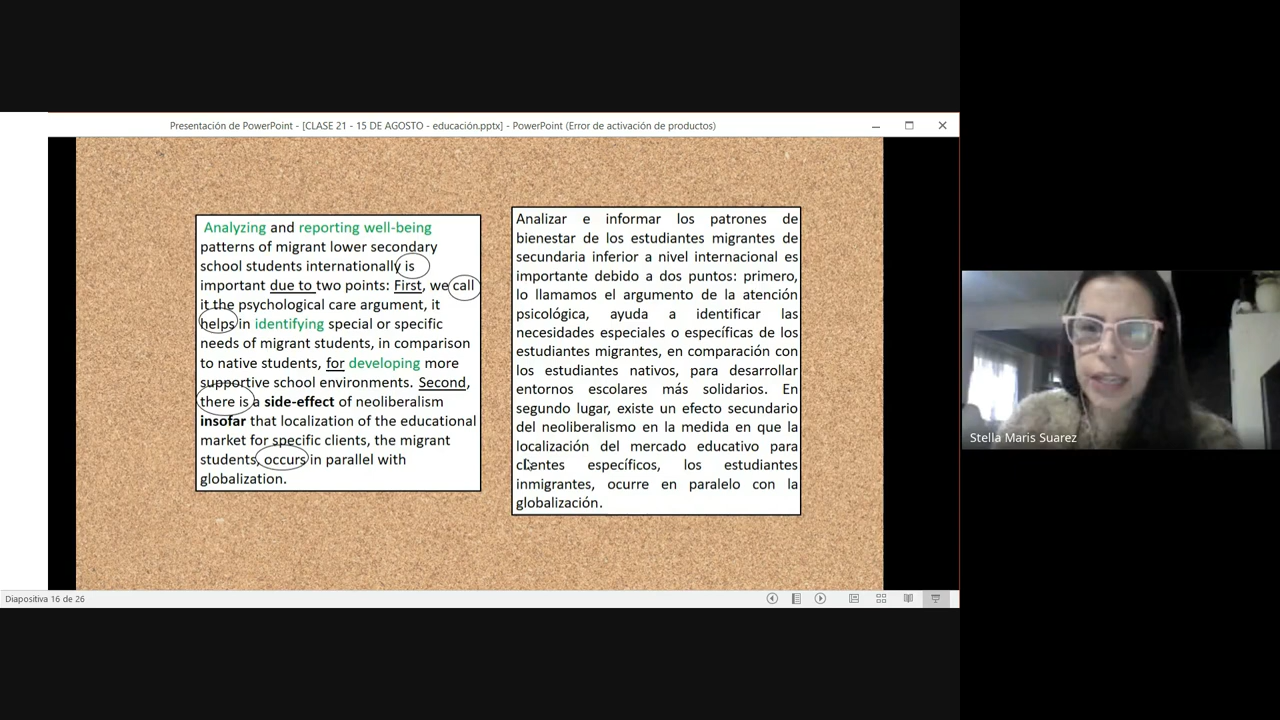 Presentación de PowerPoint - [CLASE 21 - 15 DE AGOSTO - educación.pptx] - PowerPoint (Error de activación de productos)
Analyzing and reporting well-being
patterns of migrant lower secondary
school students internationally is
important due to two points: First, we call
it the psychological care argument, it
helps in identifying special or specific
needs of migrant students, in comparison
to native students, for developing more
supportive school environments. Second,
there is a side-effect of neoliberalism
insofar that localization of the educational
market for specific clients, the migrant
students, occurs in parallel with
globalization.
Analizar e informar los patrones de
bienestar de los estudiantes migrantes de
secundaria inferior a nivel internacional es
importante debido a dos puntos: primero,
lo llamamos el argumento de la atención
psicológica, ayuda a identificar las
necesidades especiales o específicas de los
estudiantes migrantes, en comparación con
los estudiantes nativos, para desarrollar
entornos escolares más solidarios. En
segundo lugar, existe un efecto secundario
del neoliberalismo en la medida en que la
localización del mercado educativo para
clientes específicos, los estudiantes
inmigrantes, ocurre en paralelo con la
globalización.
Stella Maris Suarez
Diapositiva 16 de 26